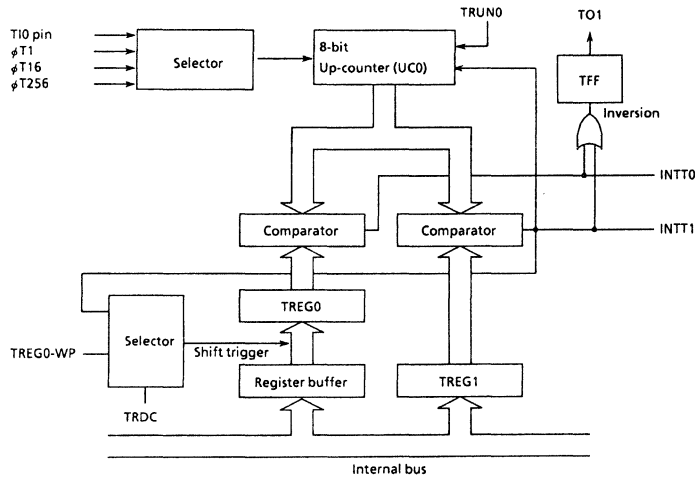 TRUN0
TO1
TI0 pin
φT1
φT16
φT256
Selector
8-bit
Up-counter (UC0)
TFF
Inversion
INTT0
Comparator
Comparator
INTT1
TREG0
Selector
TREG0-WP
Shift trigger
Register buffer
TREG1
TRDC
Internal bus